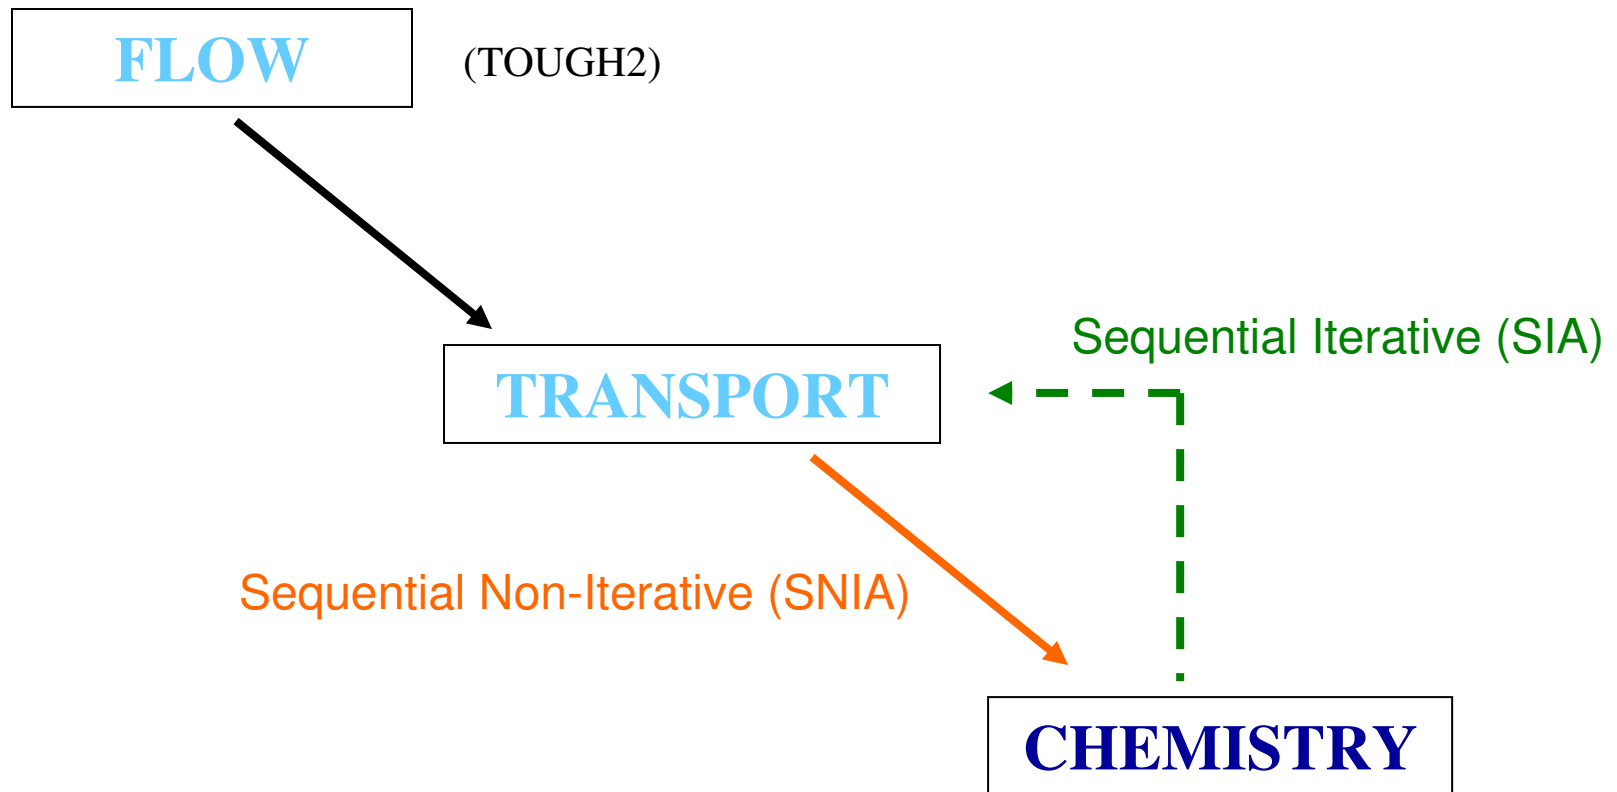 FLOW
(TOUGH2)
Sequential Iterative (SIA)
TRANSPORT
Sequential Non-Iterative (SNIA)
CHEMISTRY